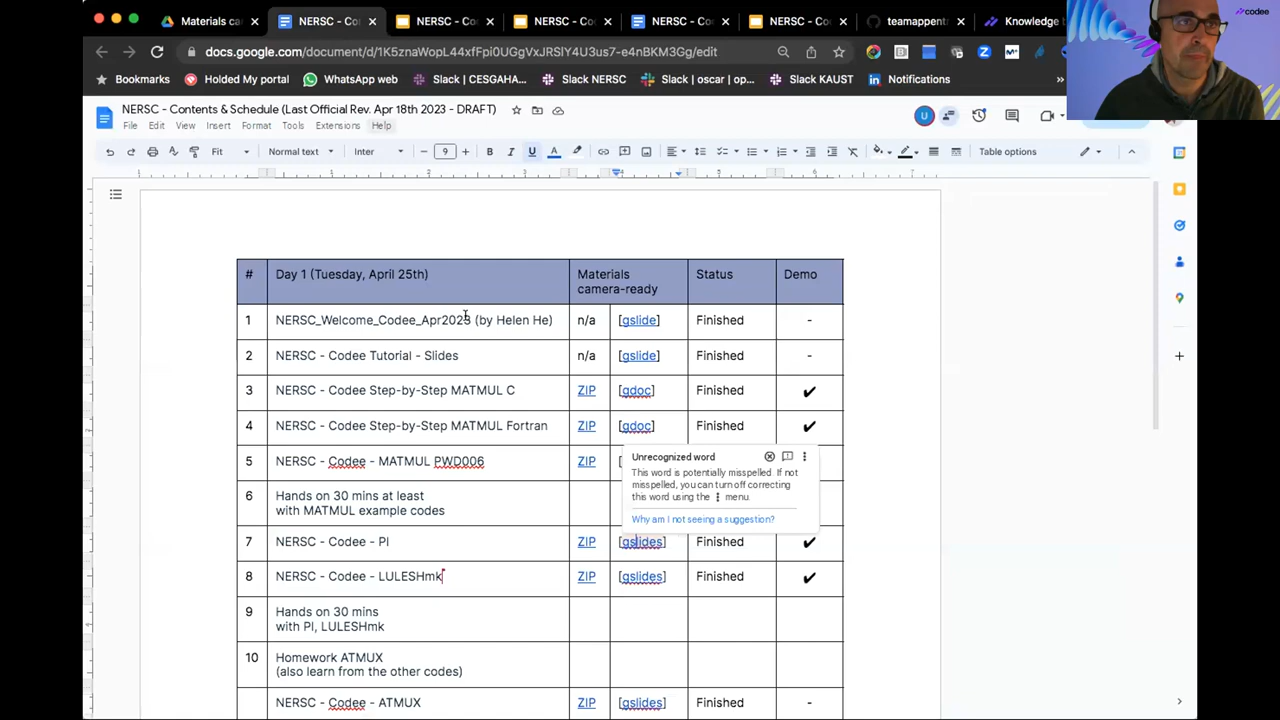 Materials ca
NERSC - Co
NERSC - Co
NERSC - Co
NERSC - Co
NERSC - Co
teamappent
Knowledge
codee
docs.google.com/document/d/1K5znaWopL44xfFpi0UGgVxJRSIY4U3us7-e4nBKM3Gg/edit
Bookmarks Holded My portal WhatsApp web Slack | CESGAHA... Slack NERSC Slack | oscar | op... Slack KAUST Notifications »
NERSC - Contents & Schedule (Last Official Rev. Apr 18th 2023 - DRAFT)
File Edit View Insert Format Tools Extensions Help
U
Fit Normal text Inter 9 Table options
# Day 1 (Tuesday, April 25th) Materials camera-ready Status Demo
1 NERSC_Welcome_Codee_Apr2023 (by Helen He) n/a [gslide] Finished -
2 NERSC - Codee Tutorial - Slides n/a [gslide] Finished -
3 NERSC - Codee Step-by-Step MATMUL C ZIP [gdoc] Finished ✔
4 NERSC - Codee Step-by-Step MATMUL Fortran ZIP [gdoc] Finished ✔
5 NERSC - Codee - MATMUL PWD006 ZIP [
Unrecognized word
This word is potentially misspelled. If not
misspelled, you can turn off correcting
this word using the ⋮ menu.
Why am I not seeing a suggestion?
6 Hands on 30 mins at least
with MATMUL example codes
7 NERSC - Codee - PI ZIP [gslides] Finished ✔
8 NERSC - Codee - LULESHmk ZIP [gslides] Finished ✔
9 Hands on 30 mins
with PI, LULESHmk
10 Homework ATMUX
(also learn from the other codes)
NERSC - Codee - ATMUX ZIP [gslides] Finished -